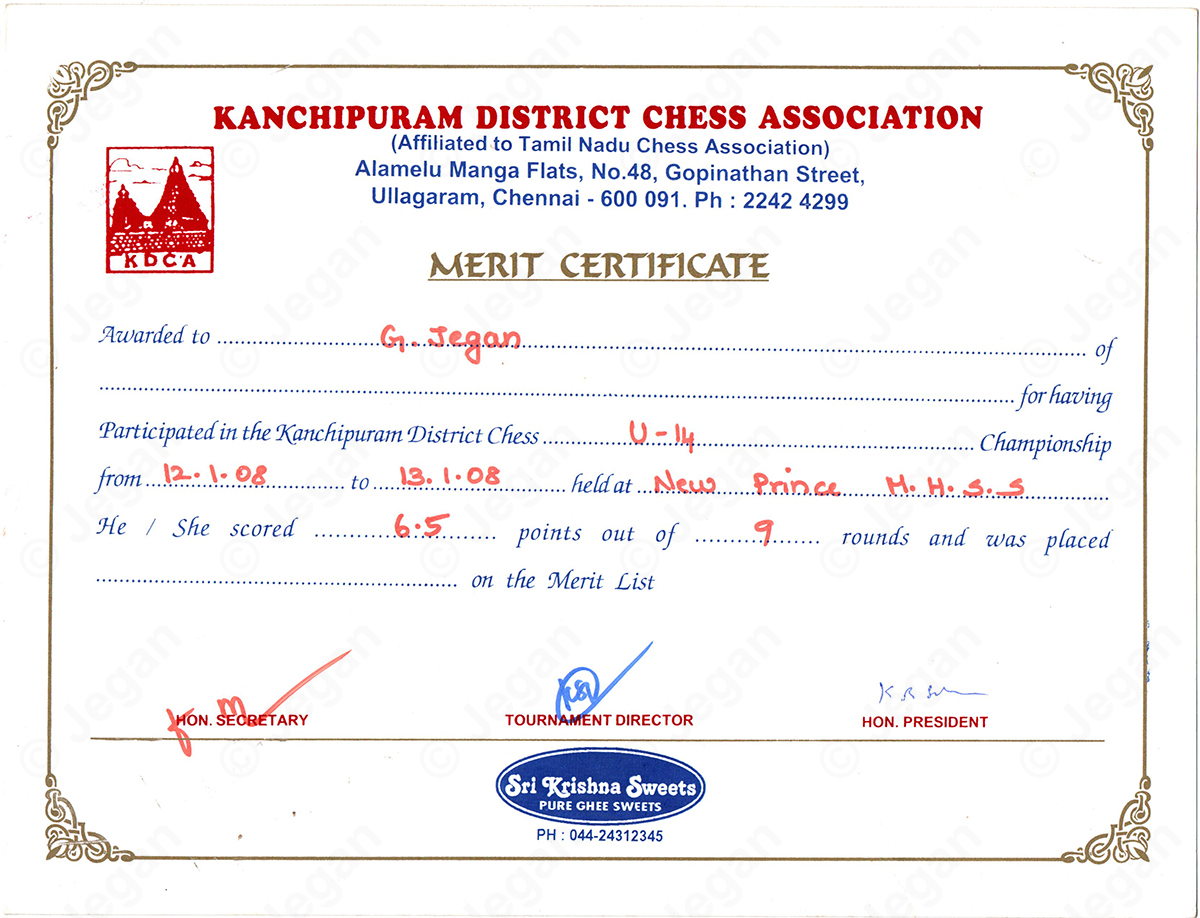 KANCHIPURAM DISTRICT CHESS ASSOCIATION
(Affiliated to Tamil Nadu Chess Association)
Alamelu Manga Flats, No.48, Gopinathan Street,
Ullagaram, Chennai - 600 091. Ph : 2242 4299
KDCA
MERIT CERTIFICATE
Awarded to G. Jegan of
for having
Participated in the Kanchipuram District Chess U-14 Championship
from 12.1.08 to 13.1.08 held at New Prince M.H.S.S
He / She scored 6.5 points out of 9 rounds and was placed
on the Merit List
HON. SECRETARY TOURNAMENT DIRECTOR HON. PRESIDENT
Sri Krishna Sweets
PURE GHEE SWEETS
PH : 044-24312345
© Jegan